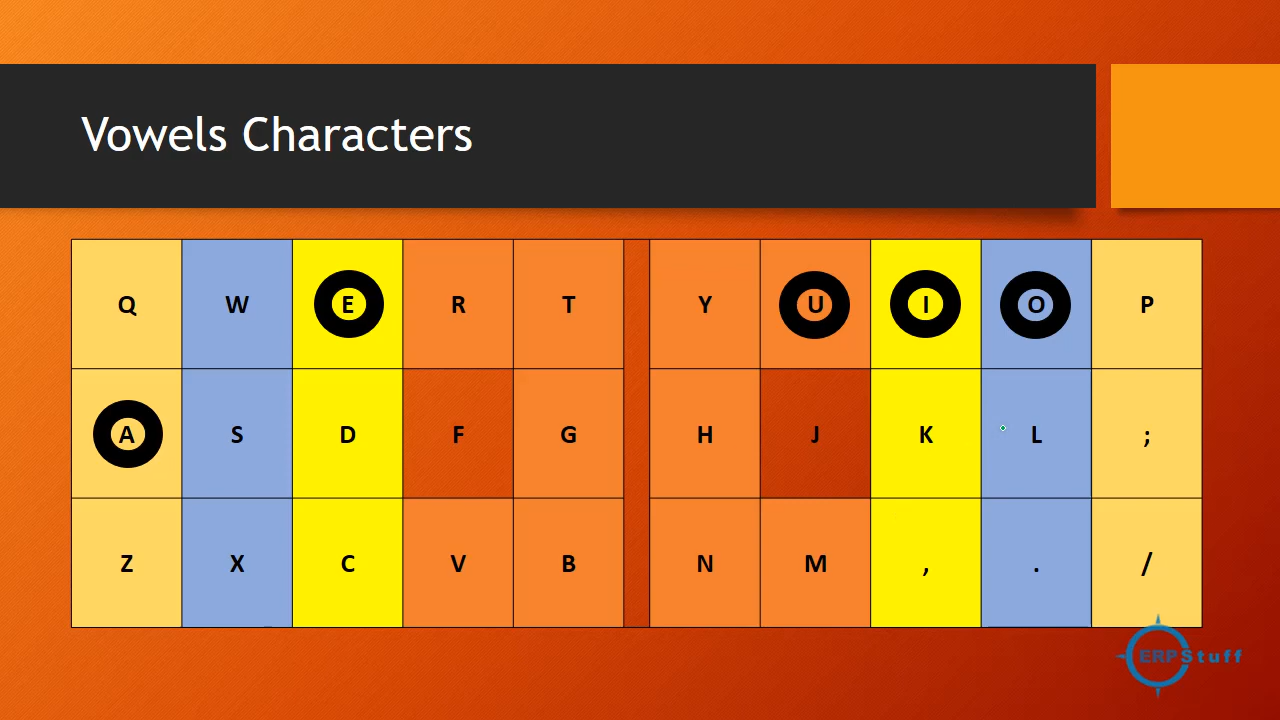 Vowels Characters
Q W E R T Y U I O P
A S D F G H J K L ;
Z X C V B N M , . /
ERPStuff